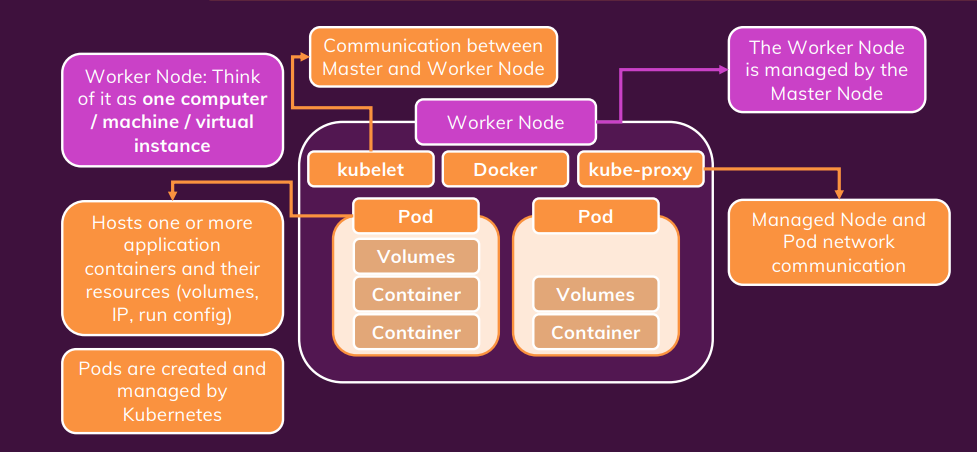 Communication between
Master and Worker Node
The Worker Node
is managed by the
Master Node
Worker Node: Think
of it as one computer
/ machine / virtual
instance
Worker Node
kubelet
Docker
kube-proxy
Hosts one or more
application
containers and their
resources (volumes,
IP, run config)
Pod
Volumes
Container
Container
Pod
Volumes
Container
Managed Node and
Pod network
communication
Pods are created and
managed by
Kubernetes